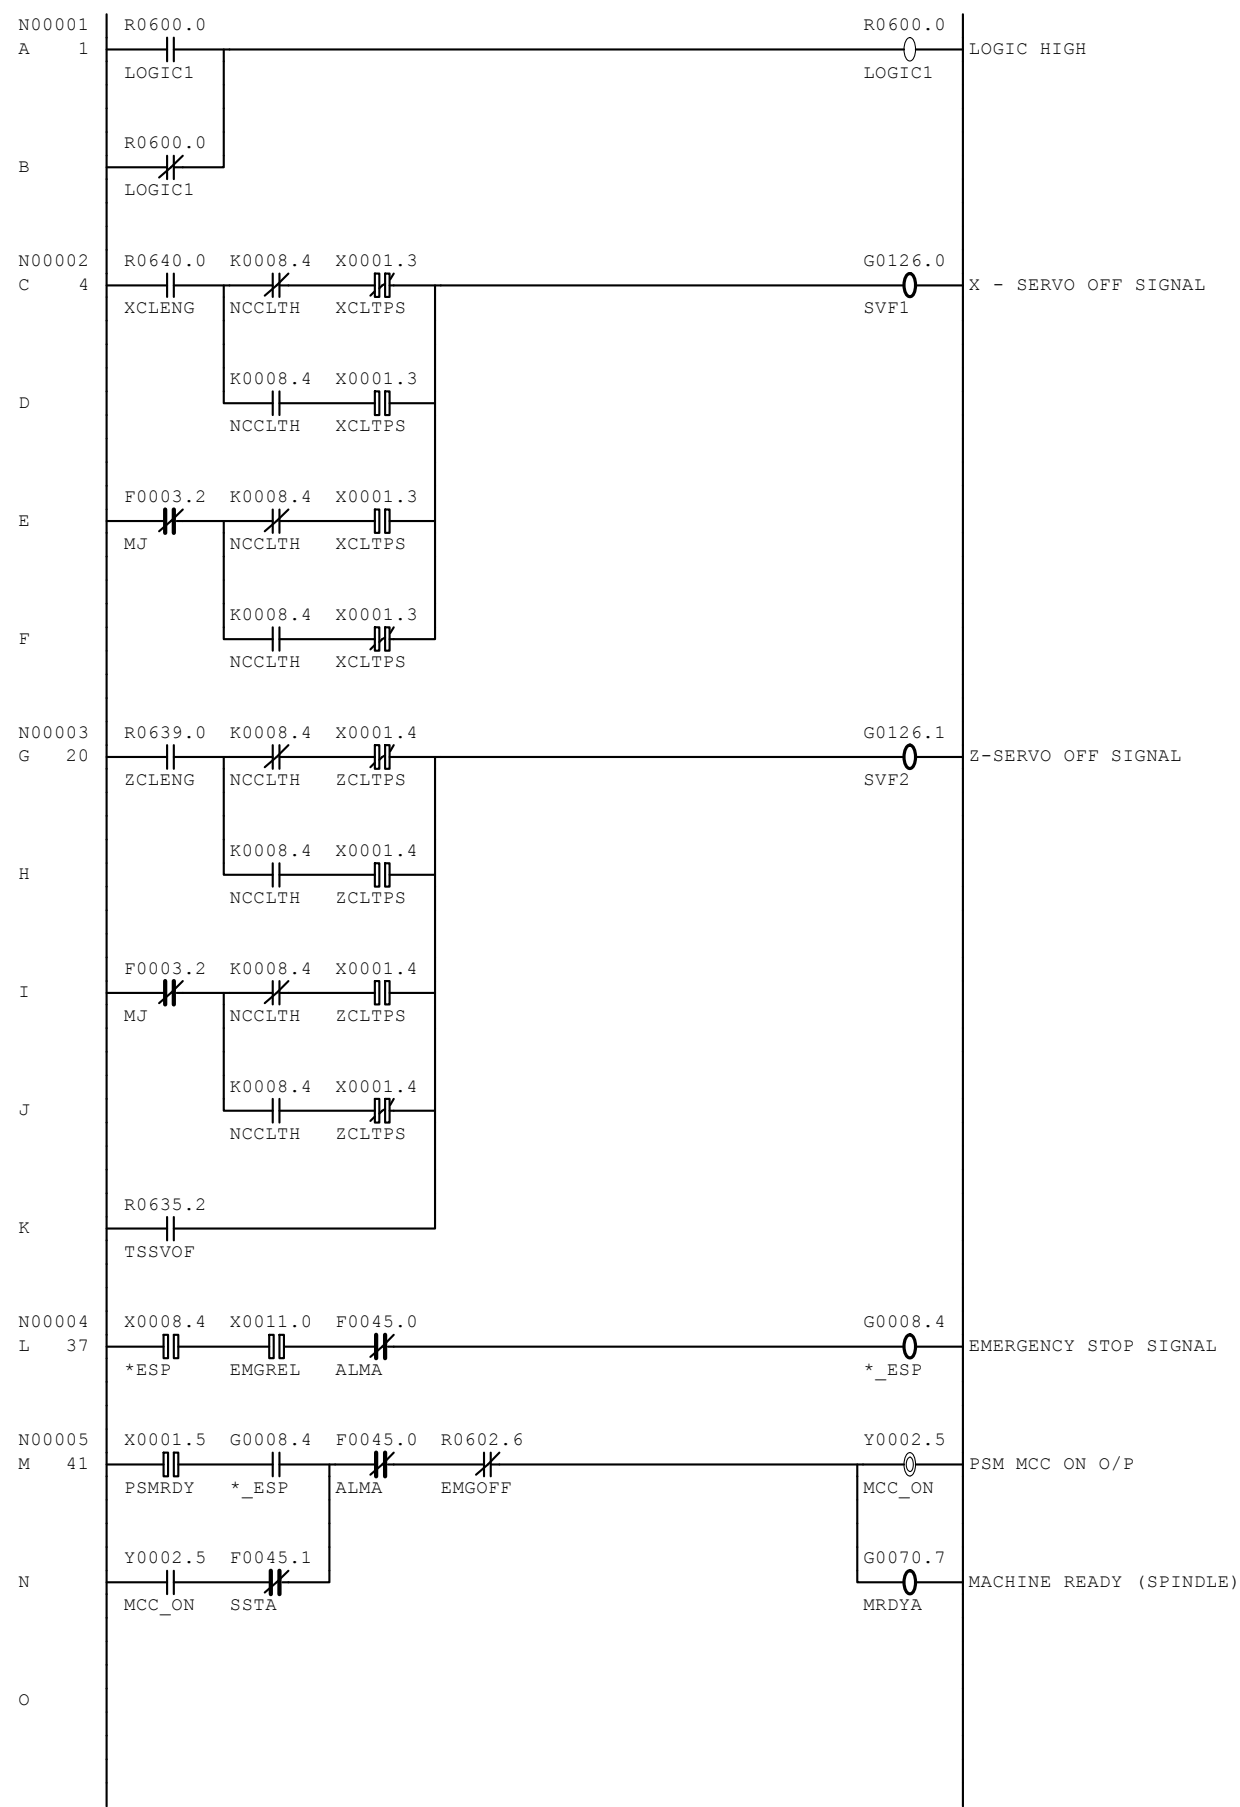 N00001 R0600.0 R0600.0
A 1 LOGIC HIGH
LOGIC1 LOGIC1
R0600.0
B
LOGIC1
N00002 R0640.0 K0008.4 X0001.3 G0126.0
C 4 X - SERVO OFF SIGNAL
XCLENG NCCLTH XCLTPS SVF1
K0008.4 X0001.3
D
NCCLTH XCLTPS
F0003.2 K0008.4 X0001.3
E
MJ NCCLTH XCLTPS
K0008.4 X0001.3
F
NCCLTH XCLTPS
N00003 R0639.0 K0008.4 X0001.4 G0126.1
G 20 Z-SERVO OFF SIGNAL
ZCLENG NCCLTH ZCLTPS SVF2
K0008.4 X0001.4
H
NCCLTH ZCLTPS
F0003.2 K0008.4 X0001.4
I
MJ NCCLTH ZCLTPS
K0008.4 X0001.4
J
NCCLTH ZCLTPS
R0635.2
K
TSSVOF
N00004 X0008.4 X0011.0 F0045.0 G0008.4
L 37 EMERGENCY STOP SIGNAL
*ESP EMGREL ALMA *_ESP
N00005 X0001.5 G0008.4 F0045.0 R0602.6 Y0002.5
M 41 PSM MCC ON O/P
PSMRDY *_ESP ALMA EMGOFF MCC_ON
Y0002.5 F0045.1 G0070.7
N MACHINE READY (SPINDLE)
MCC_ON SSTA MRDYA
O